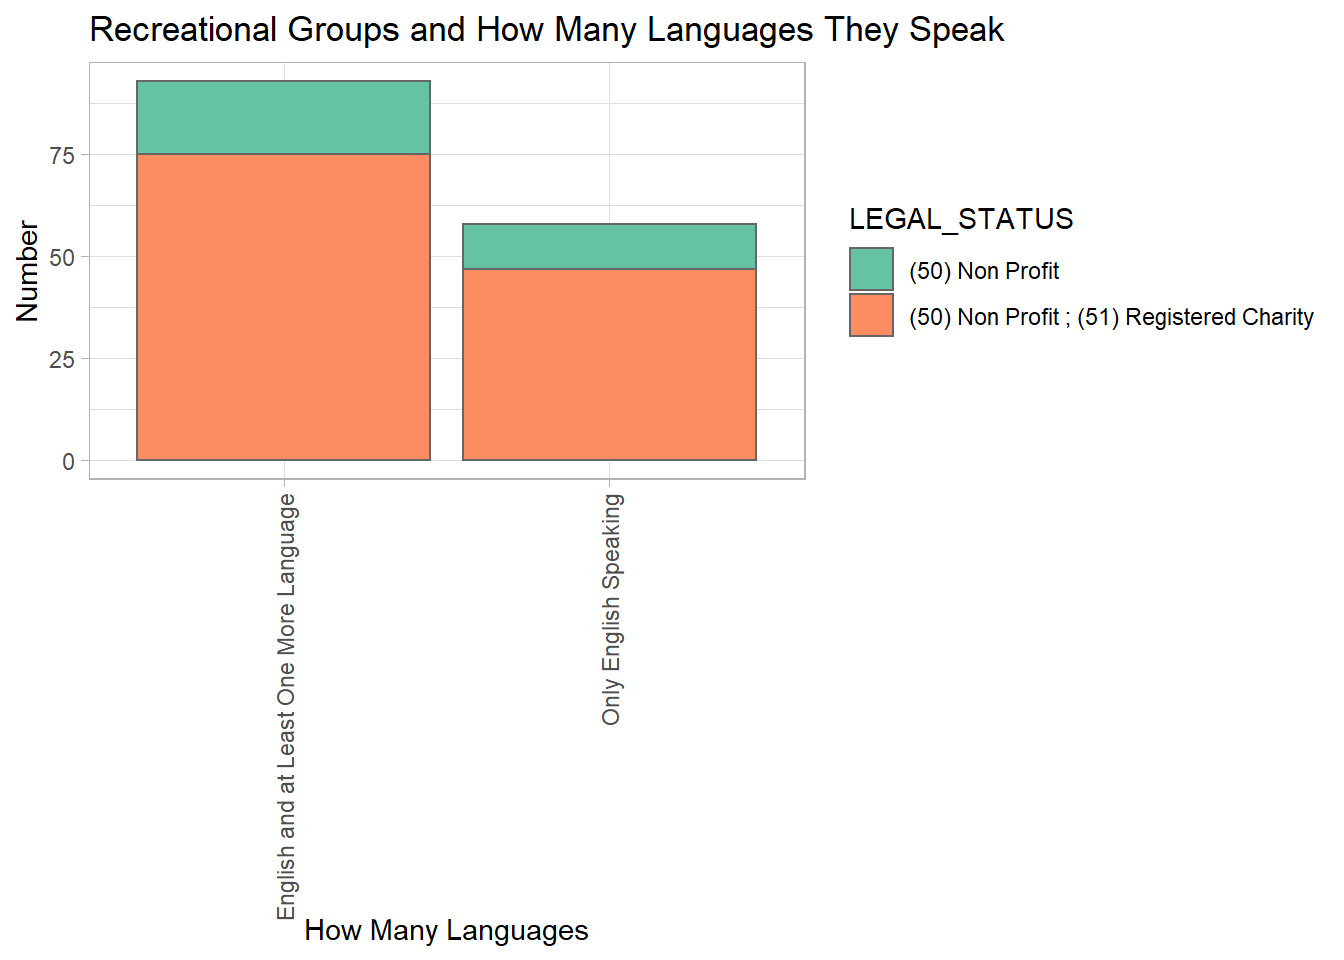 Recreational Groups and How Many Languages They Speak
75
50
25
0
Number
English and at Least One More Language
Only English Speaking
How Many Languages
LEGAL_STATUS
(50) Non Profit
(50) Non Profit ; (51) Registered Charity